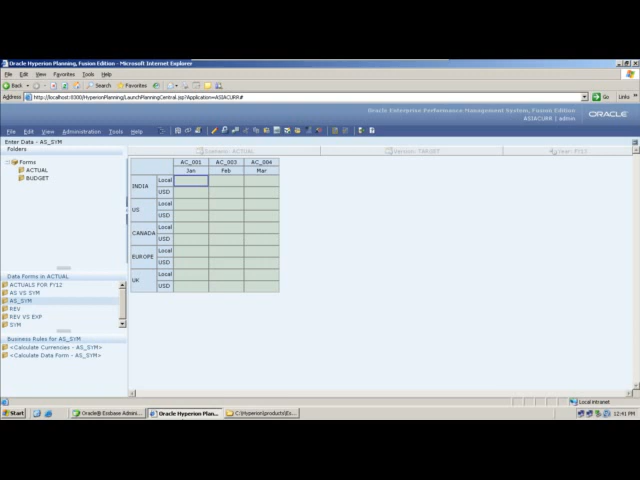 Oracle Hyperion Planning, Fusion Edition - Microsoft Internet Explorer
File Edit View Favorites Tools Help
Back Search Favorites
Address http://localhost:8300/HyperionPlanning/LaunchPlanningCentral.jsp?Application=ASIACURR# Go Links »
Oracle Enterprise Performance Management System, Fusion Edition
ASIACURR | admin
ORACLE
File Edit View Administration Tools Help
Enter Data - AS_SYM
Folders
Scenario: ACTUAL Version: TARGET Year: FY12
Forms
ACTUAL
BUDGET
AC_001 AC_003 AC_004
Jan Feb Mar
INDIA Local
USD
US Local
USD
CANADA Local
USD
EUROPE Local
USD
UK Local
USD
Data Forms in ACTUAL
ACTUALS FOR FY12
AS VS SYM
AS_SYM
REV
REV VS EXP
SYM
Business Rules for AS_SYM
<Calculate Currencies - AS_SYM>
<Calculate Data Form - AS_SYM>
Local intranet
Start Oracle® Essbase Admini... Oracle Hyperion Plan... C:\Hyperion\products\Es... 12:41 PM